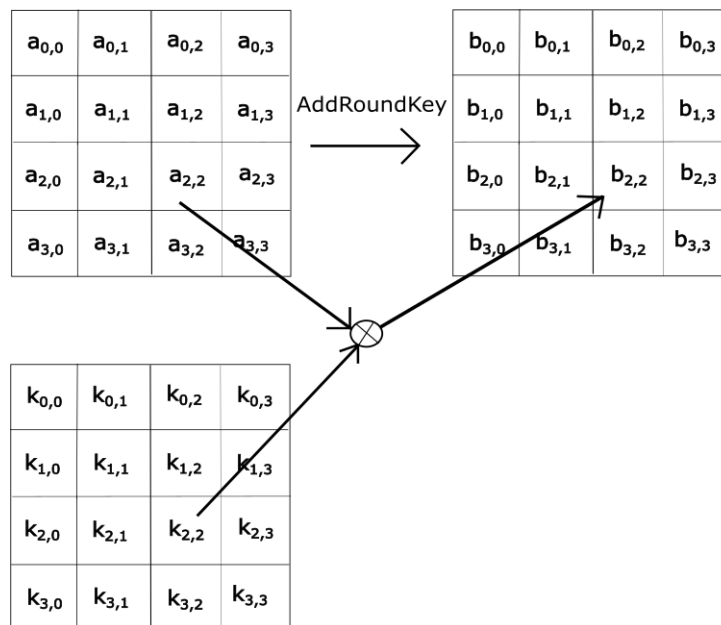 a0,0 a0,1 a0,2 a0,3
a1,0 a1,1 a1,2 a1,3
a2,0 a2,1 a2,2 a2,3
a3,0 a3,1 a3,2 a3,3
AddRoundKey
b0,0 b0,1 b0,2 b0,3
b1,0 b1,1 b1,2 b1,3
b2,0 b2,1 b2,2 b2,3
b3,0 b3,1 b3,2 b3,3
k0,0 k0,1 k0,2 k0,3
k1,0 k1,1 k1,2 k1,3
k2,0 k2,1 k2,2 k2,3
k3,0 k3,1 k3,2 k3,3